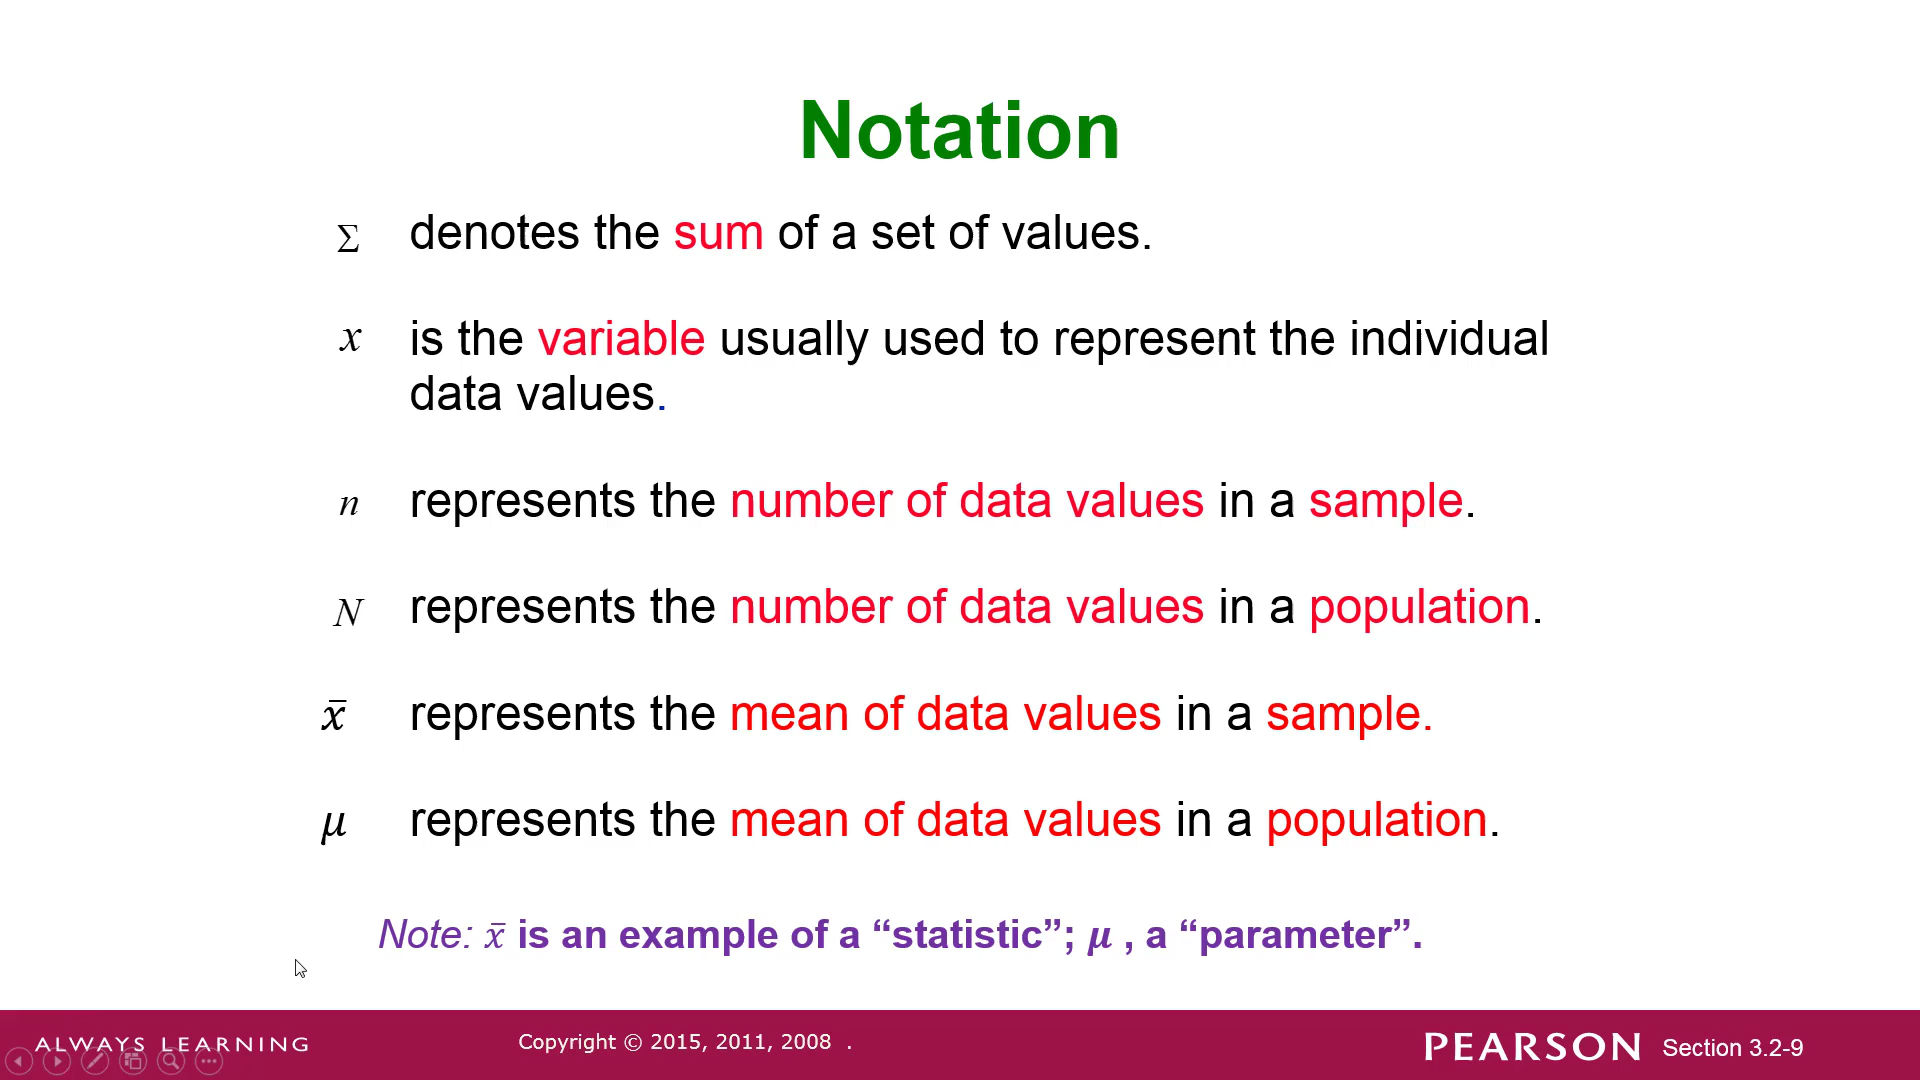 Notation
Σ denotes the sum of a set of values.
x is the variable usually used to represent the individual
data values.
n represents the number of data values in a sample.
N represents the number of data values in a population.
x̄ represents the mean of data values in a sample.
μ represents the mean of data values in a population.
Note: x̄ is an example of a “statistic”; μ , a “parameter”.
ALWAYS LEARNING Copyright © 2015, 2011, 2008 . PEARSON Section 3.2-9